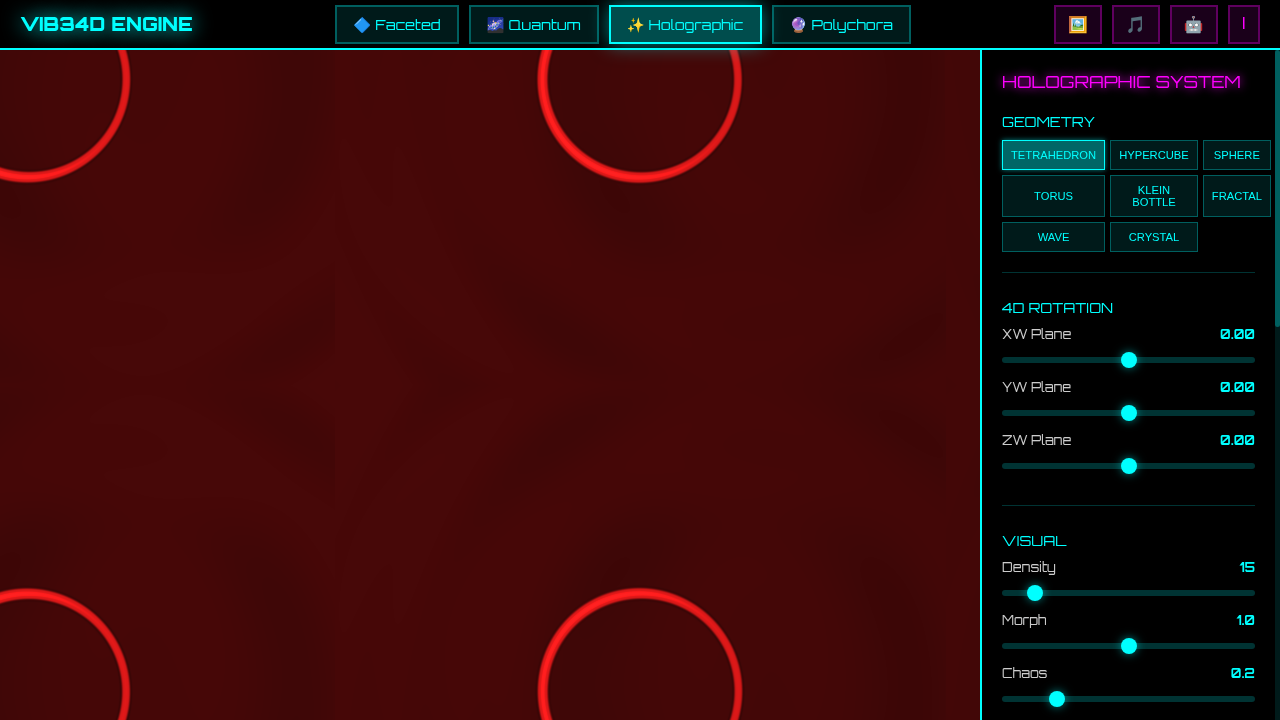 VIB34D ENGINE
🔷 Faceted
🌌 Quantum
✨ Holographic
🔮 Polychora
HOLOGRAPHIC SYSTEM
GEOMETRY
TETRAHEDRON
HYPERCUBE
SPHERE
TORUS
KLEIN
BOTTLE
FRACTAL
WAVE
CRYSTAL
4D ROTATION
XW Plane 0.00
YW Plane 0.00
ZW Plane 0.00
VISUAL
Density 15
Morph 1.0
Chaos 0.2